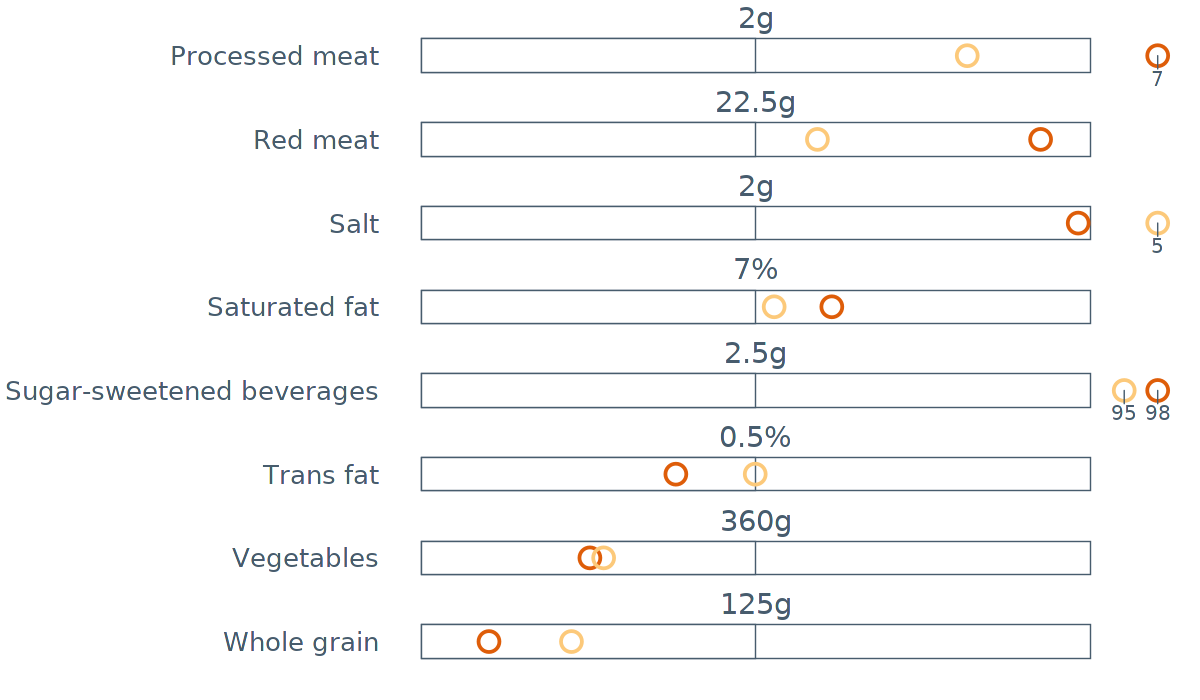 2g
Processed meat
7
22.5g
Red meat
2g
Salt
5
7%
Saturated fat
2.5g
Sugar-sweetened beverages
95 98
0.5%
Trans fat
360g
Vegetables
125g
Whole grain